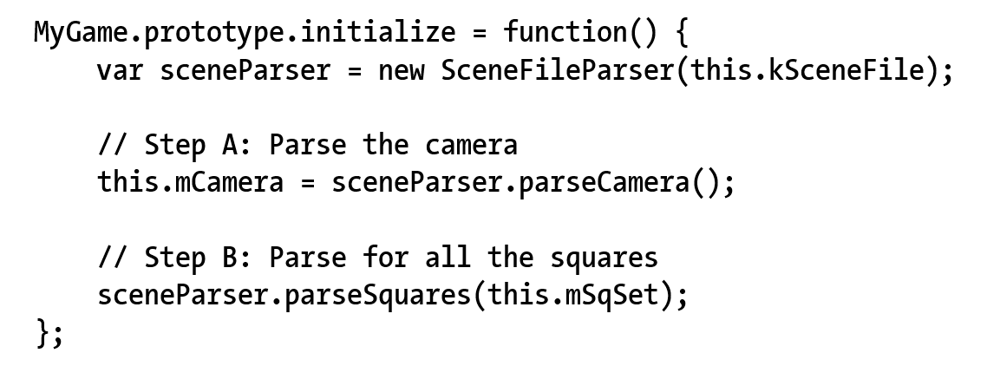 MyGame.prototype.initialize = function() {
    var sceneParser = new SceneFileParser(this.kSceneFile);

    // Step A: Parse the camera
    this.mCamera = sceneParser.parseCamera();

    // Step B: Parse for all the squares
    sceneParser.parseSquares(this.mSqSet);
};